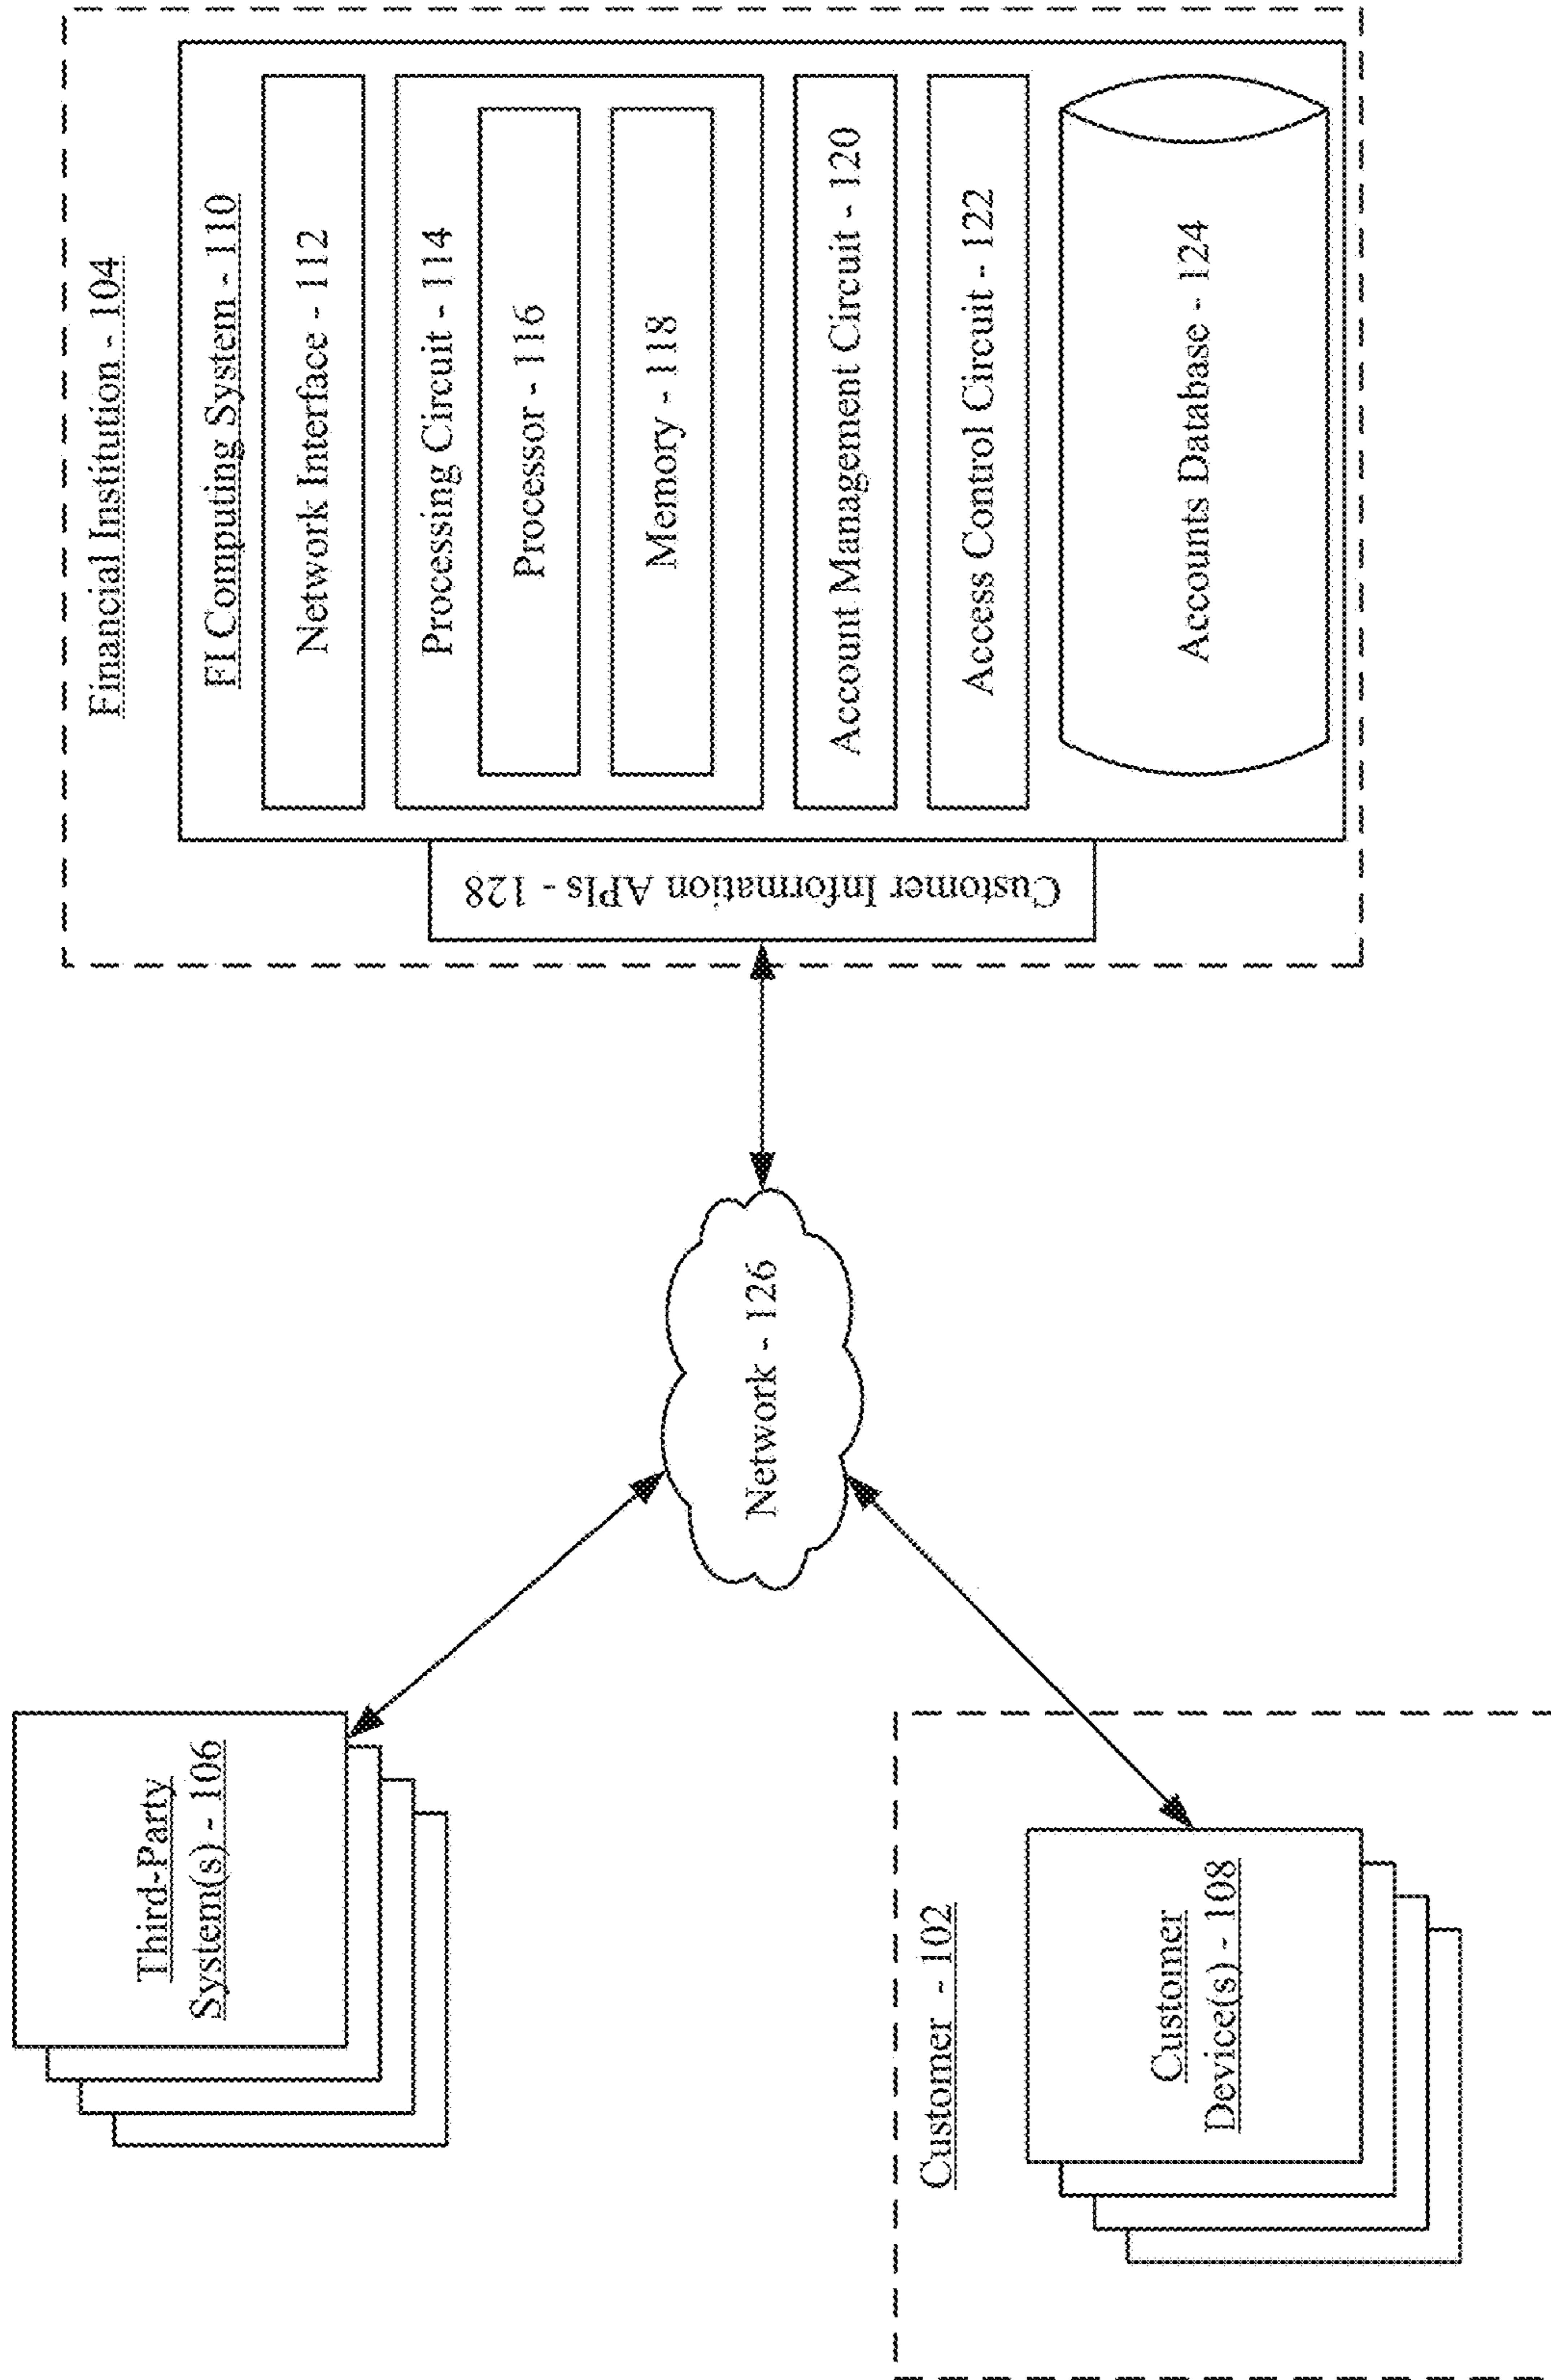 Third-Party
System(s) - 106
Customer - 102
Customer
Device(s) - 108
Network - 126
Financial Institution - 104
Customer Information APIs - 128
FI Computing System - 110
Network Interface - 112
Processing Circuit - 114
Processor - 116
Memory - 118
Account Management Circuit - 120
Access Control Circuit - 122
Accounts Database - 124